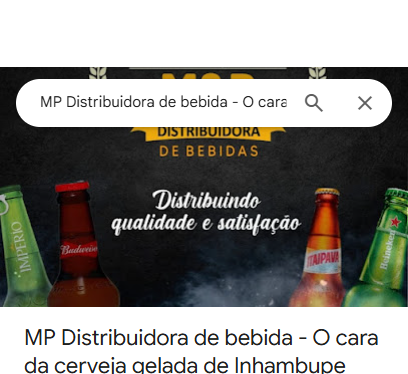 MP Distribuidora de bebida - O cara
DISTRIBUIDORA
DE BEBIDAS
Distribuindo
qualidade e satisfação
IMPÉRIO
Budweiser
ITAIPAVA
Heineken
MP Distribuidora de bebida - O cara
da cerveja gelada de Inhambupe